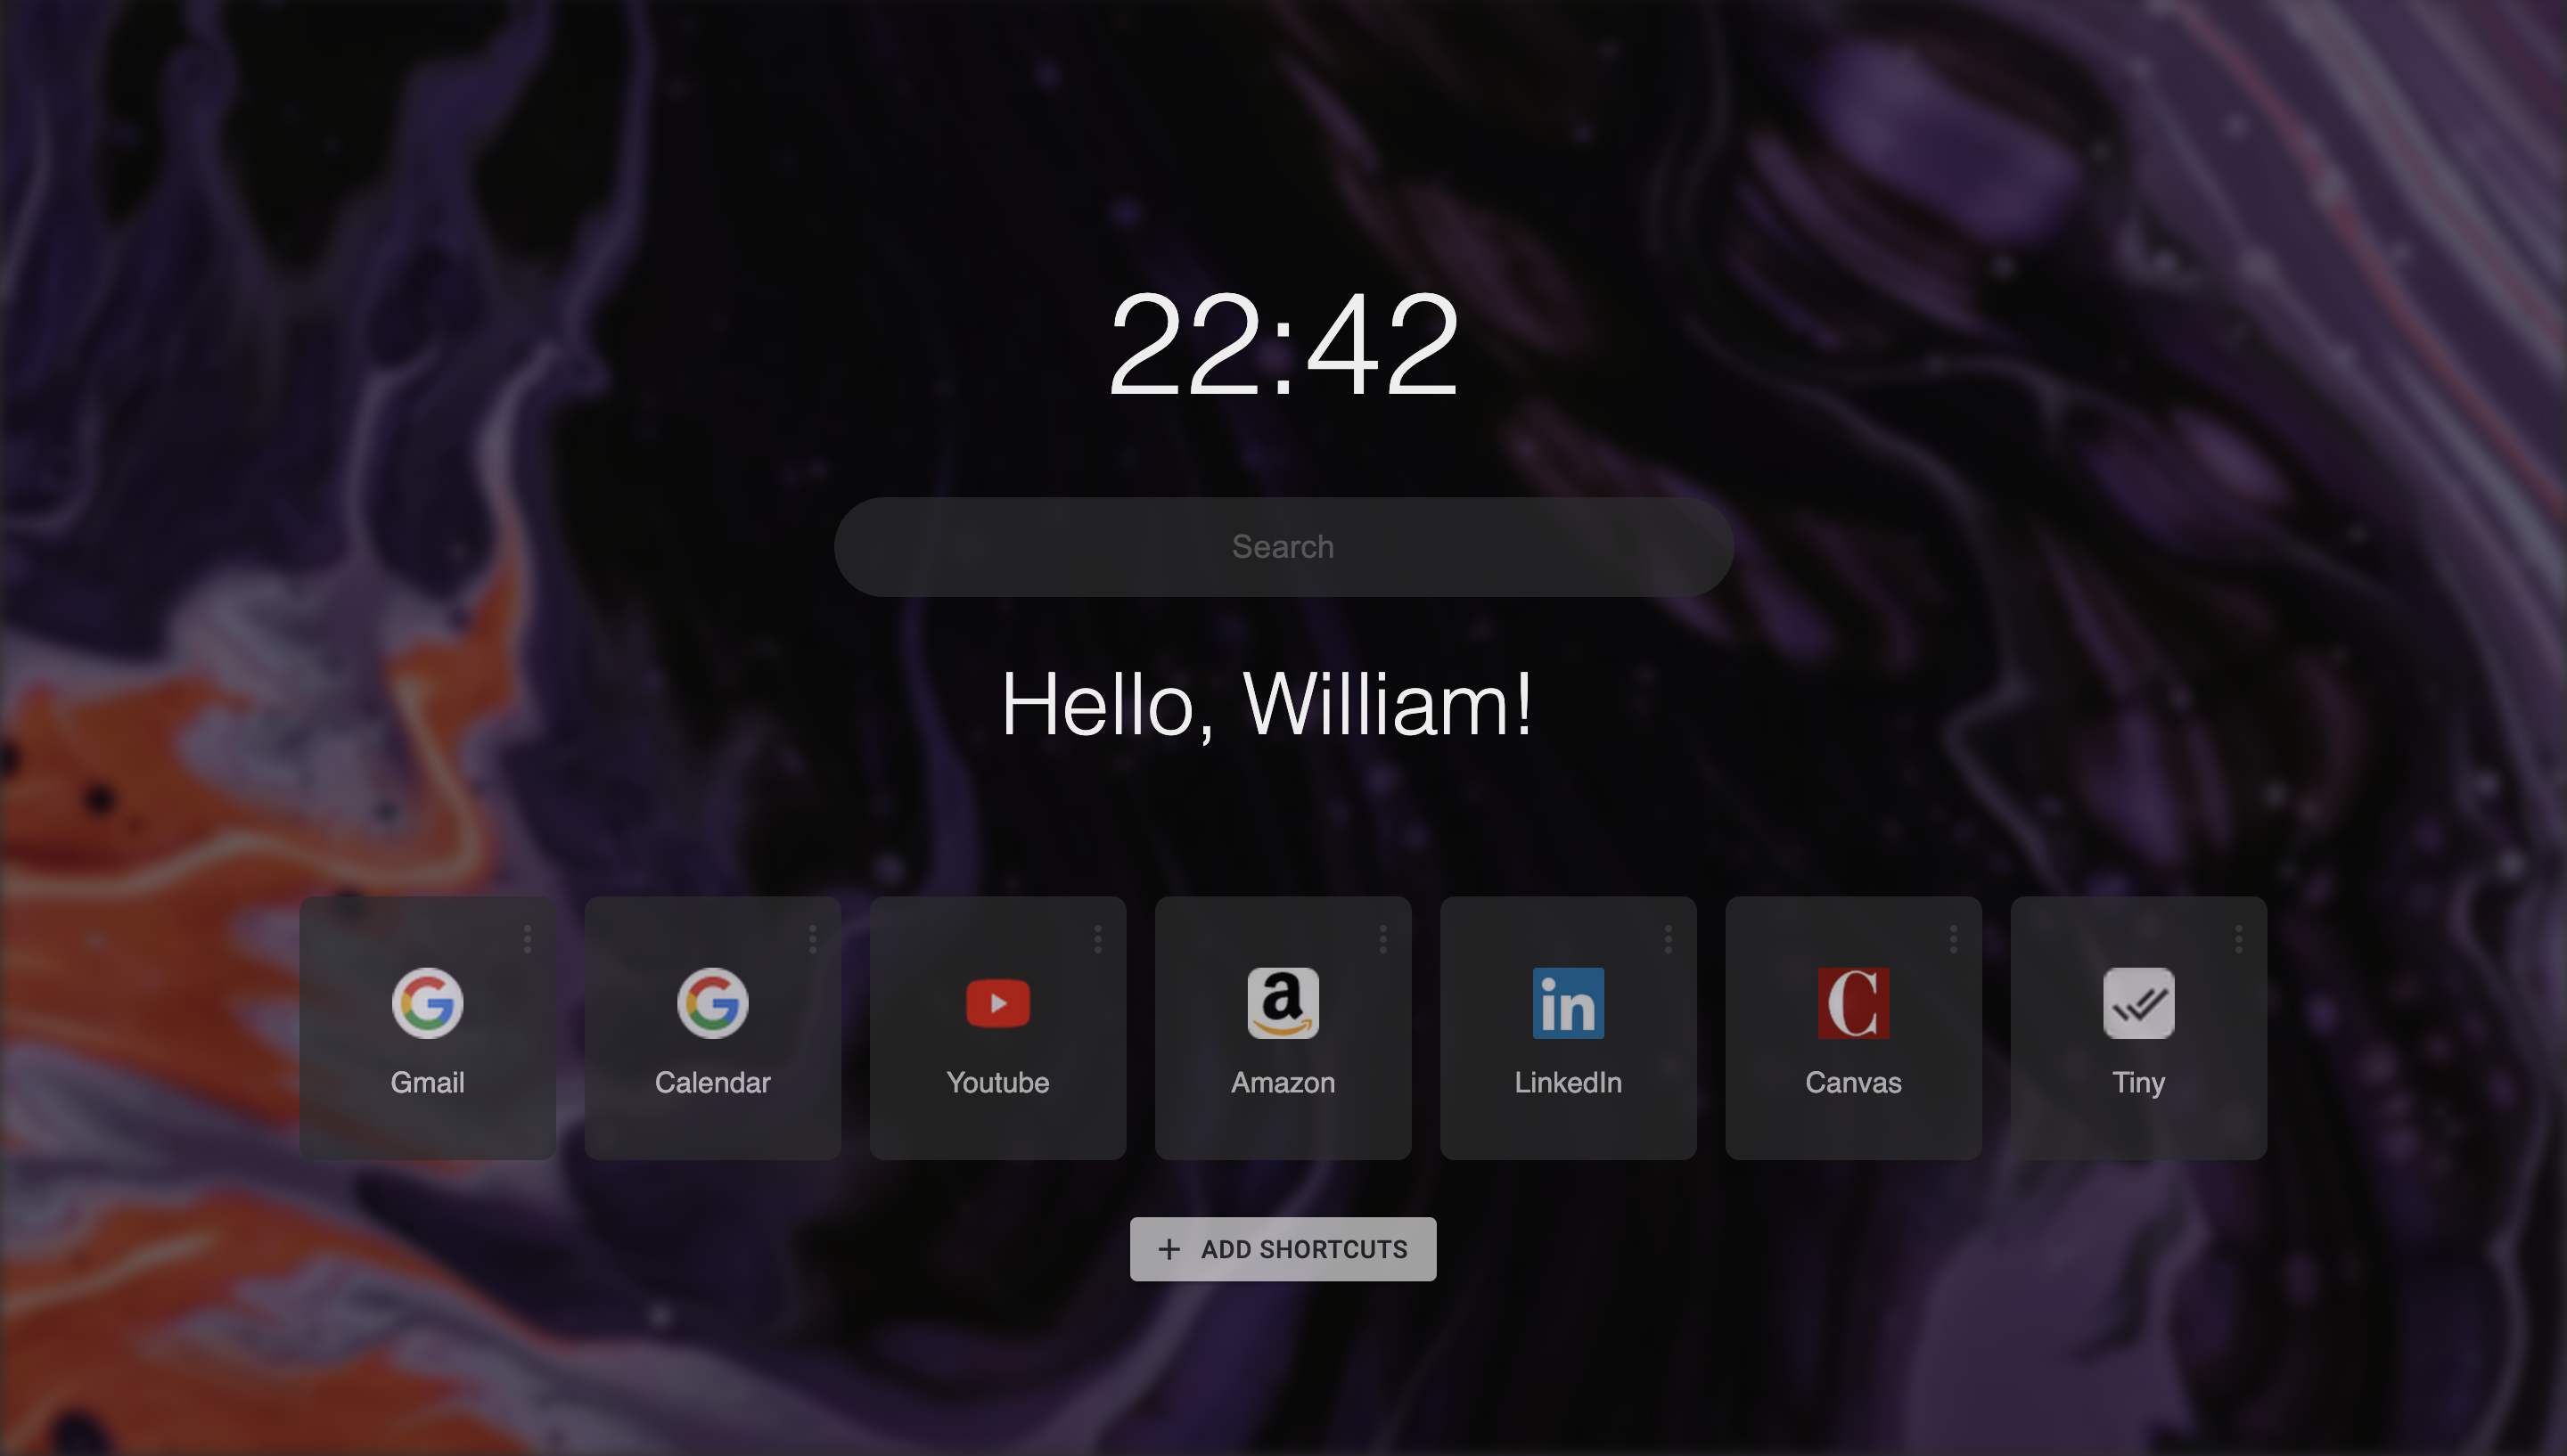 22:42
Search
Hello, William!
Gmail
Calendar
Youtube
a
Amazon
in
LinkedIn
C
Canvas
Tiny
+ ADD SHORTCUTS